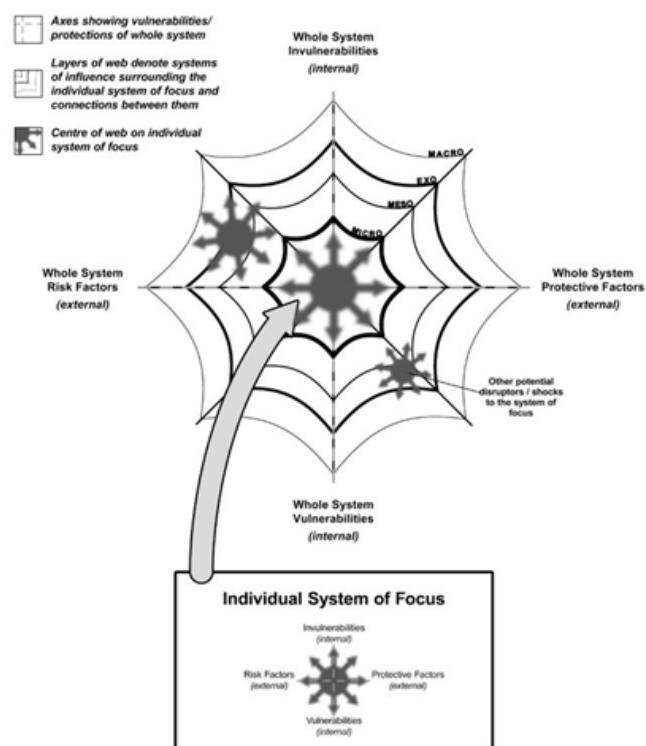 Axes showing vulnerabilities/
protections of whole system
Layers of web denote systems
of influence surrounding the
individual system of focus and
connections between them
Centre of web on individual
system of focus
Whole System
Invulnerabilities
(internal)
MACRO
EXO
MESO
MICRO
Whole System
Risk Factors
(external)
Whole System
Protective Factors
(external)
Other potential
disruptors / shocks
to the system of
focus
Whole System
Vulnerabilities
(internal)
Individual System of Focus
Invulnerabilities
(internal)
Risk Factors
(external)
Protective Factors
(external)
Vulnerabilities
(internal)